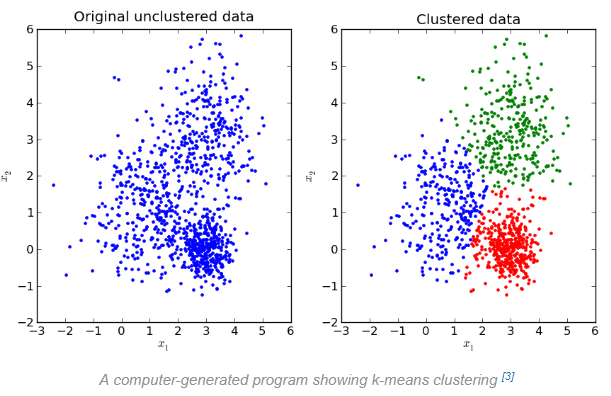 Original unclustered data
6
5
4
3
2
1
0
−1
−2
x2
−3 −2 −1 0 1 2 3 4 5 6
x1
Clustered data
6
5
4
3
2
1
0
−1
−2
x2
−3 −2 −1 0 1 2 3 4 5 6
x1
A computer-generated program showing k-means clustering [3]